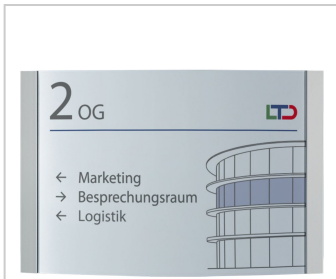 2 OG
LTD
← Marketing
→ Besprechungsraum
← Logistik